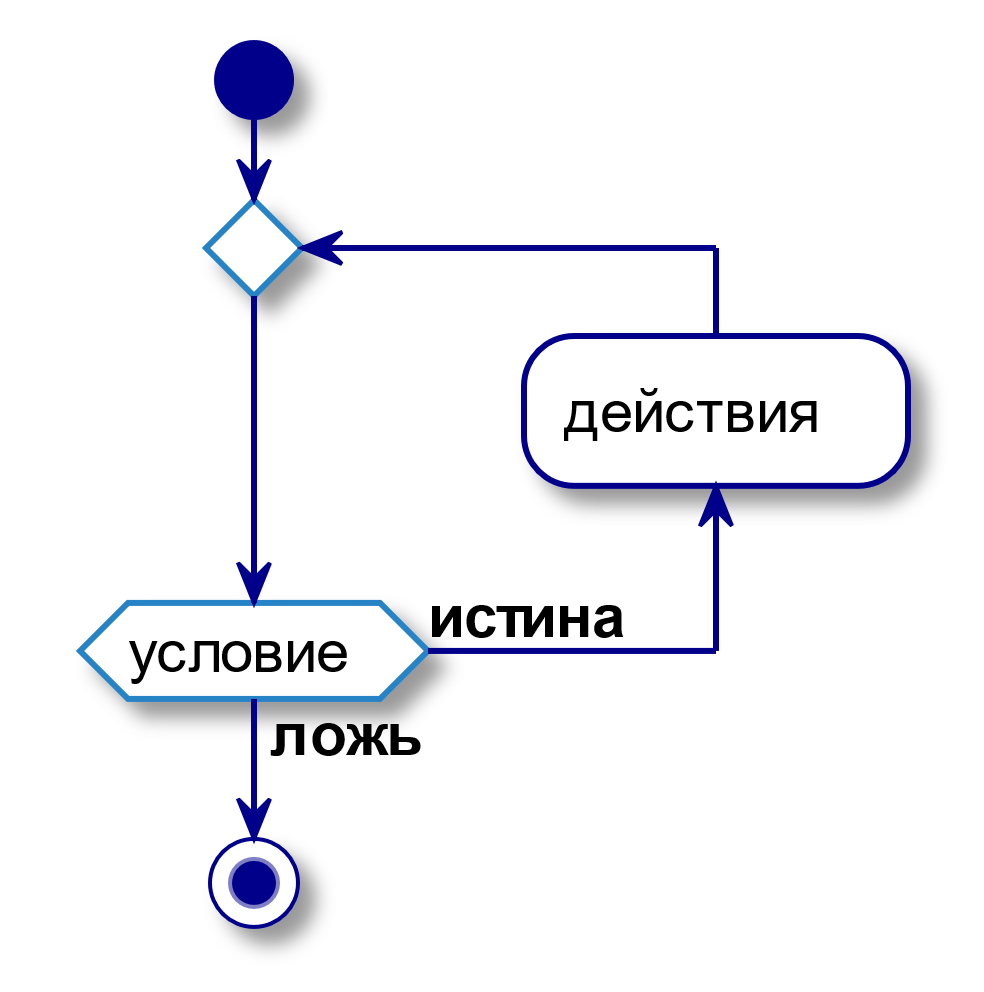 действия
истина
условие
ложь